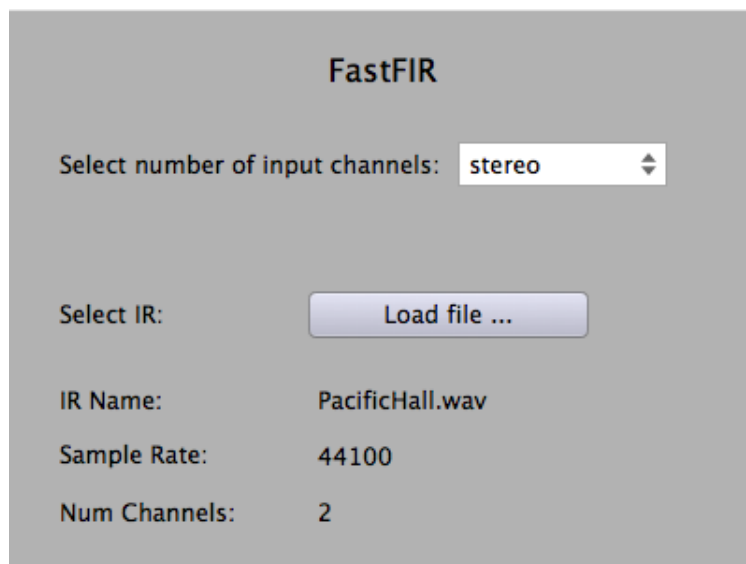 FastFIR
Select number of input channels: stereo
Select IR: Load file ...
IR Name: PacificHall.wav
Sample Rate: 44100
Num Channels: 2